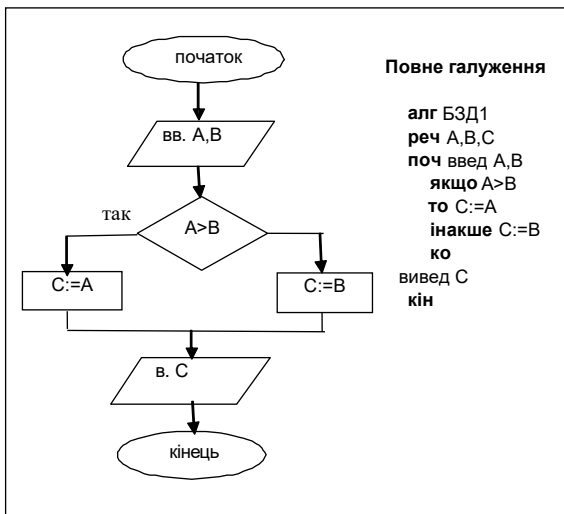 початок
вв. А,В
так
А>В
С:=А
С:=В
в. С
кінець
Повне галуження
алг БЗД1
реч А,В,С
поч введ А,В
якщо А>В
то С:=А
інакше С:=В
ко
вивед С
кін